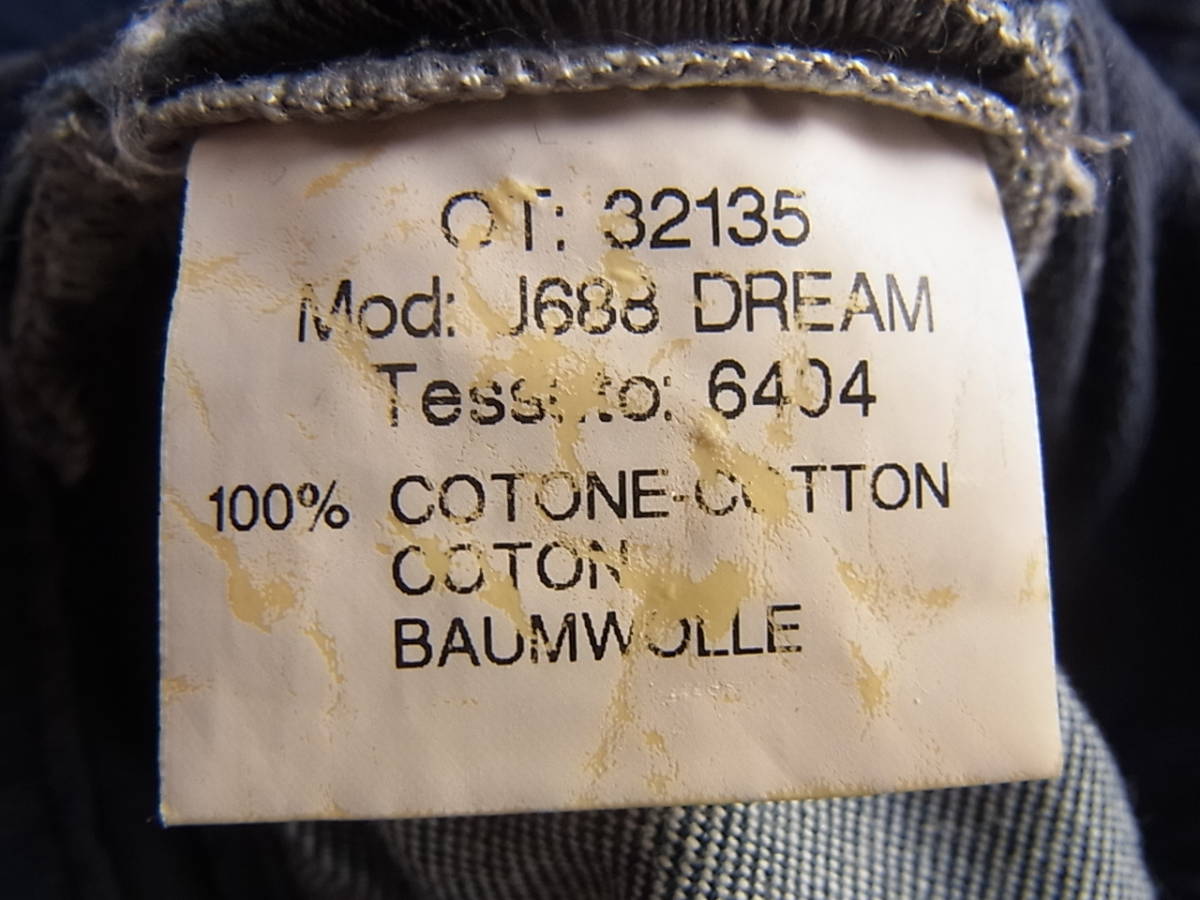 OT: 32135
Mod: J688 DREAM
Tessuto: 6404
100% COTONE-COTTON
COTON
BAUMWOLLE